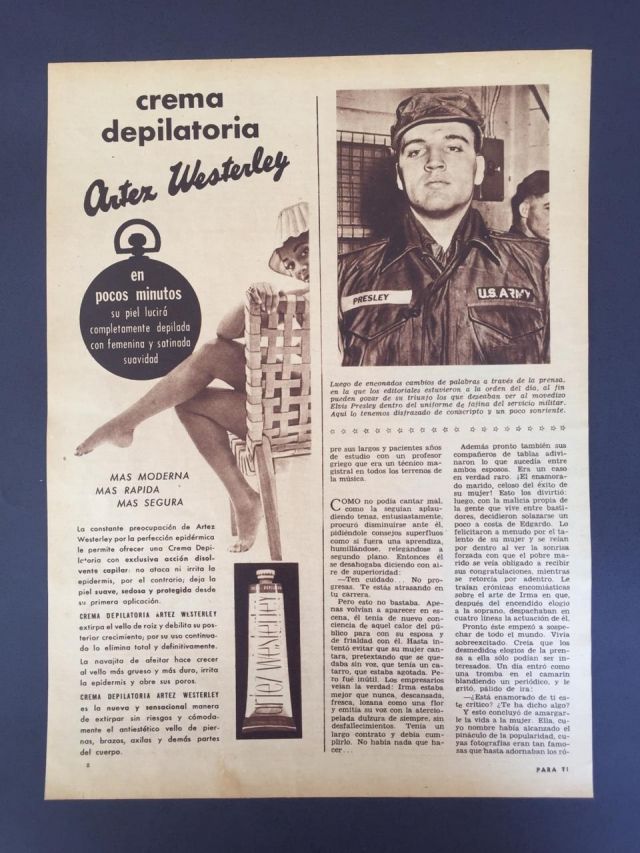 crema
depilatoria
Artez Westerley
en
pocos minutos
su piel lucirá
completamente depilada
con femenina y satinada
suavidad
MAS MODERNA
MAS RAPIDA
MAS SEGURA
La constante preocupación de Artez
Westerley por la perfección epidérmica
le permite ofrecer una Crema Depi-
latoria con exclusiva acción disol-
vente capilar: no ataca ni irrita la
epidermis, por el contrario; deja la
piel suave, sedosa y protegida desde
su primera aplicación.
CREMA DEPILATORIA ARTEZ WESTERLEY
extirpa el vello de raíz y debilita su pos-
terior crecimiento; por su uso continua-
do lo elimina total y definitivamente.
La navajita de afeitar hace crecer
al vello más grueso y más duro, irrita
la epidermis y abre sus poros.
CREMA DEPILATORIA ARTEZ WESTERLEY
es la nueva y sensacional manera
de extirpar sin riesgos y cómoda-
mente el antiestético vello de pier-
nas, brazos, axilas y demás partes
del cuerpo.
artez westerley
8
PRESLEY
U.S. ARMY
Luego de enconados cambios de palabras a través de la prensa,
en la que los editoriales estuvieron a la orden del día, al fin
pueden gozar de su triunfo los que deseaban ver al movedizo
Elvis Presley dentro del uniforme de fajina del servicio militar.
Aquí lo tenemos disfrazado de conscripto y un poco sonriente.
pre sus largos y pacientes años
de estudio con un profesor
griego que era un técnico ma-
gistral en todos los terrenos de
la música.
COMO no podía cantar mal,
como la seguían aplau-
diendo tenaz, entusiastamente,
procuró disminuirse ante él,
pidiéndole consejos superfluos
como si fuera una aprendiza,
humillándose, relegándose a
segundo plano. Entonces él
se desahogaba diciendo con ai-
re de superioridad:
—Ten cuidado... No pro-
gresas. Te estás atrasando en
tu carrera.
Pero esto no bastaba. Ape-
nas volvían a aparecer en es-
cena, él tenía de nuevo con-
ciencia de aquel calor del pú-
blico para con su esposa y
de frialdad con él. Hasta in-
tentó evitar que su mujer can-
tara, pretextando que se que-
daba sin voz, que tenía un ca-
tarro, que estaba agotada. Pe-
ro fué inútil. Los empresarios
veían la verdad: Irma estaba
mejor que nunca, descansada,
fresca, lozana como una flor
y emitía su voz con la atercio-
pelada dulzura de siempre, sin
desfallecimientos. Tenía un
largo contrato y debía cum-
plirlo. No había nada que ha-
cer...
Además pronto también sus
compañeros de tablas adivi-
naron lo que sucedía entre
ambos esposos. Era un caso
en verdad raro. ¡El enamora-
do marido, celoso del éxito de
su mujer! Esto los divirtió:
luego, con la malicia propia de
la gente que vive entre basti-
dores, decidieron solazarse un
poco a costa de Edgardo. Lo
felicitaron a menudo por el ta-
lento de su mujer y se reían
por dentro al ver la sonrisa
forzada con que el pobre ma-
rido se veía obligado a recibir
sus congratulaciones, mientras
se retorcía por adentro. Le
traían crónicas encomiásticas
sobre el arte de Irma en que,
después del encendido elogio
a la soprano, despachaban en
cuatro líneas la actuación de él.
Pronto éste empezó a sospe-
char de todo el mundo. Vivía
sobreexcitado. Creía que los
desmedidos elogios de la pren-
sa a ella sólo podían ser inte-
resados. Un día entró como
una tromba en el camarín
blandiendo un periódico, y le
gritó, pálido de ira:
—¿Está enamorado de ti es-
te crítico? ¿Te ha dicho algo?
Y esto concluyó de amargar-
le la vida a la mujer. Ella, cu-
yo nombre había alcanzado el
pináculo de la popularidad, cu-
yas fotografías eran tan famo-
sas que hasta adornaban los ró-
PARA TI